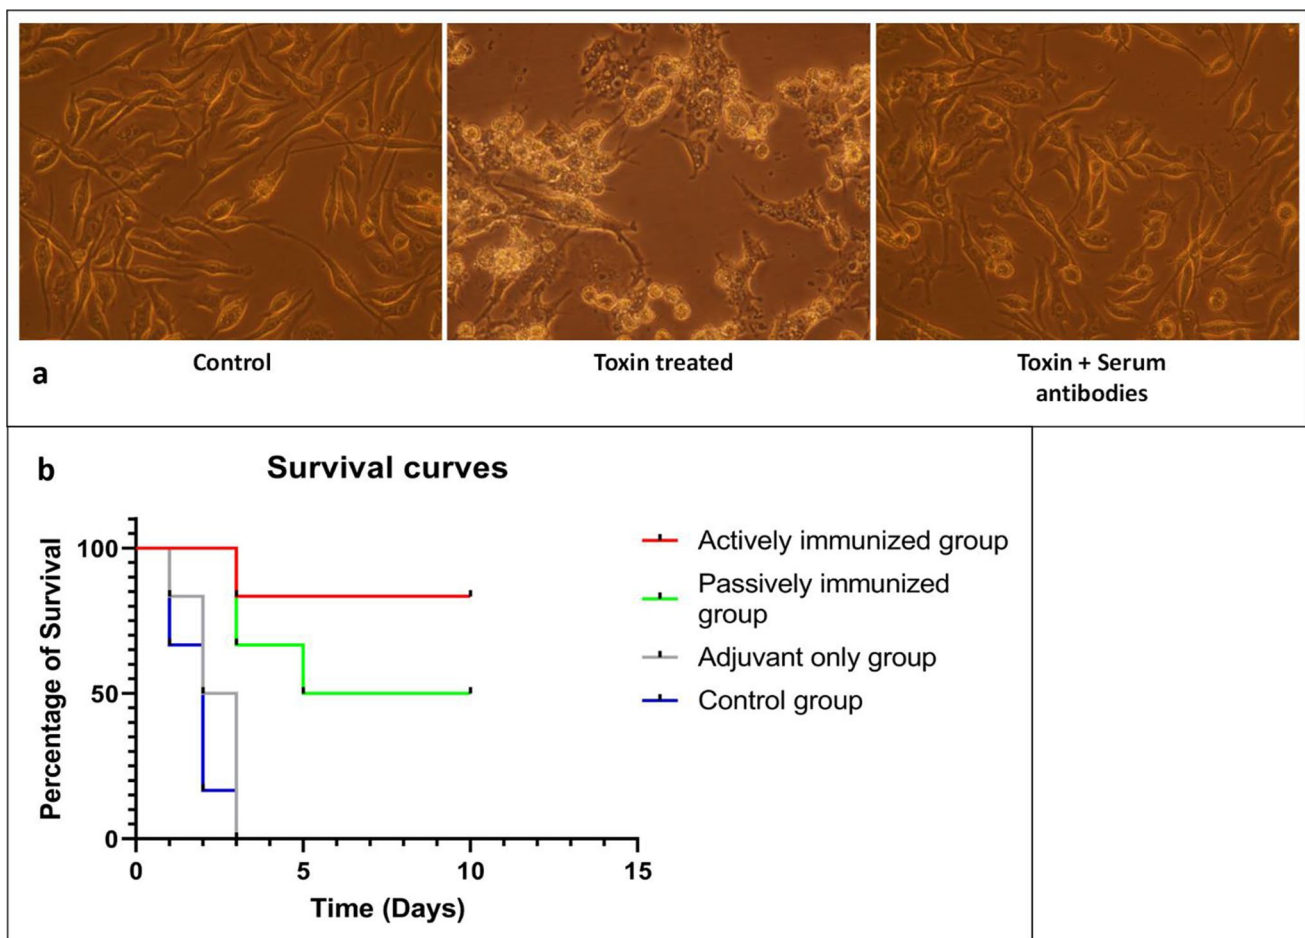 Control
Toxin treated
Toxin + Serum
antibodies
a
b
Survival curves
Percentage of Survival
100
50
0
0
5
10
15
Time (Days)
Actively immunized group
Passively immunized
group
Adjuvant only group
Control group